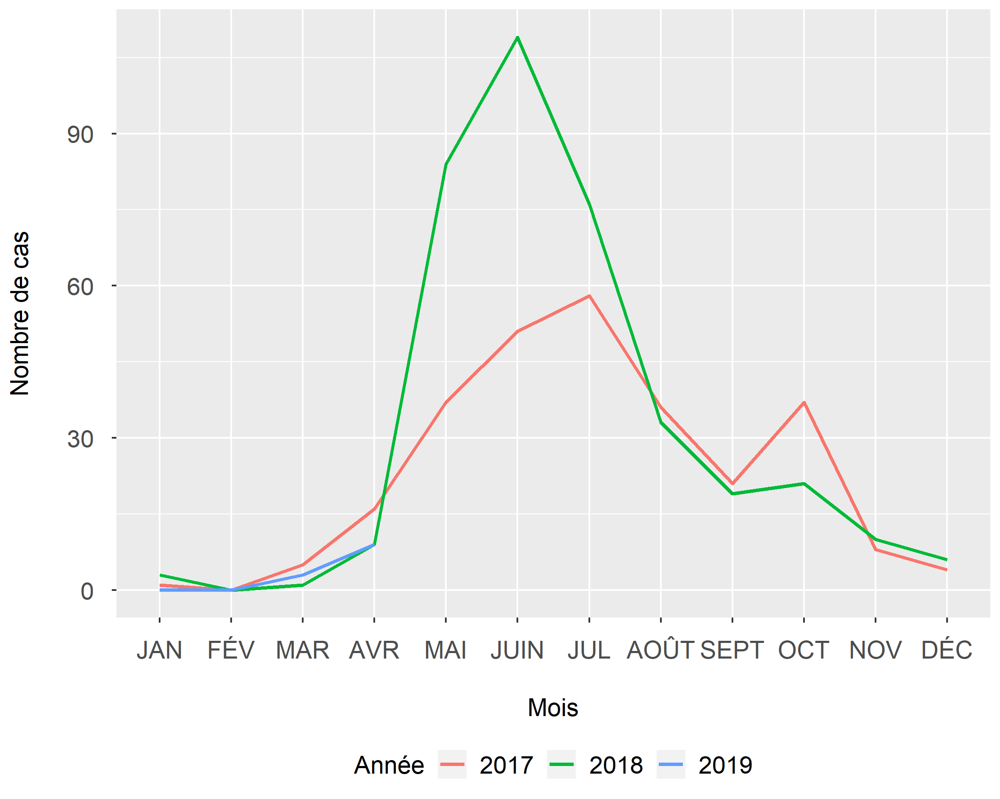 Nombre de cas
90
60
30
0
JAN FÉV MAR AVR MAI JUIN JUL AOÛT SEPT OCT NOV DÉC
Mois
Année 2017 2018 2019